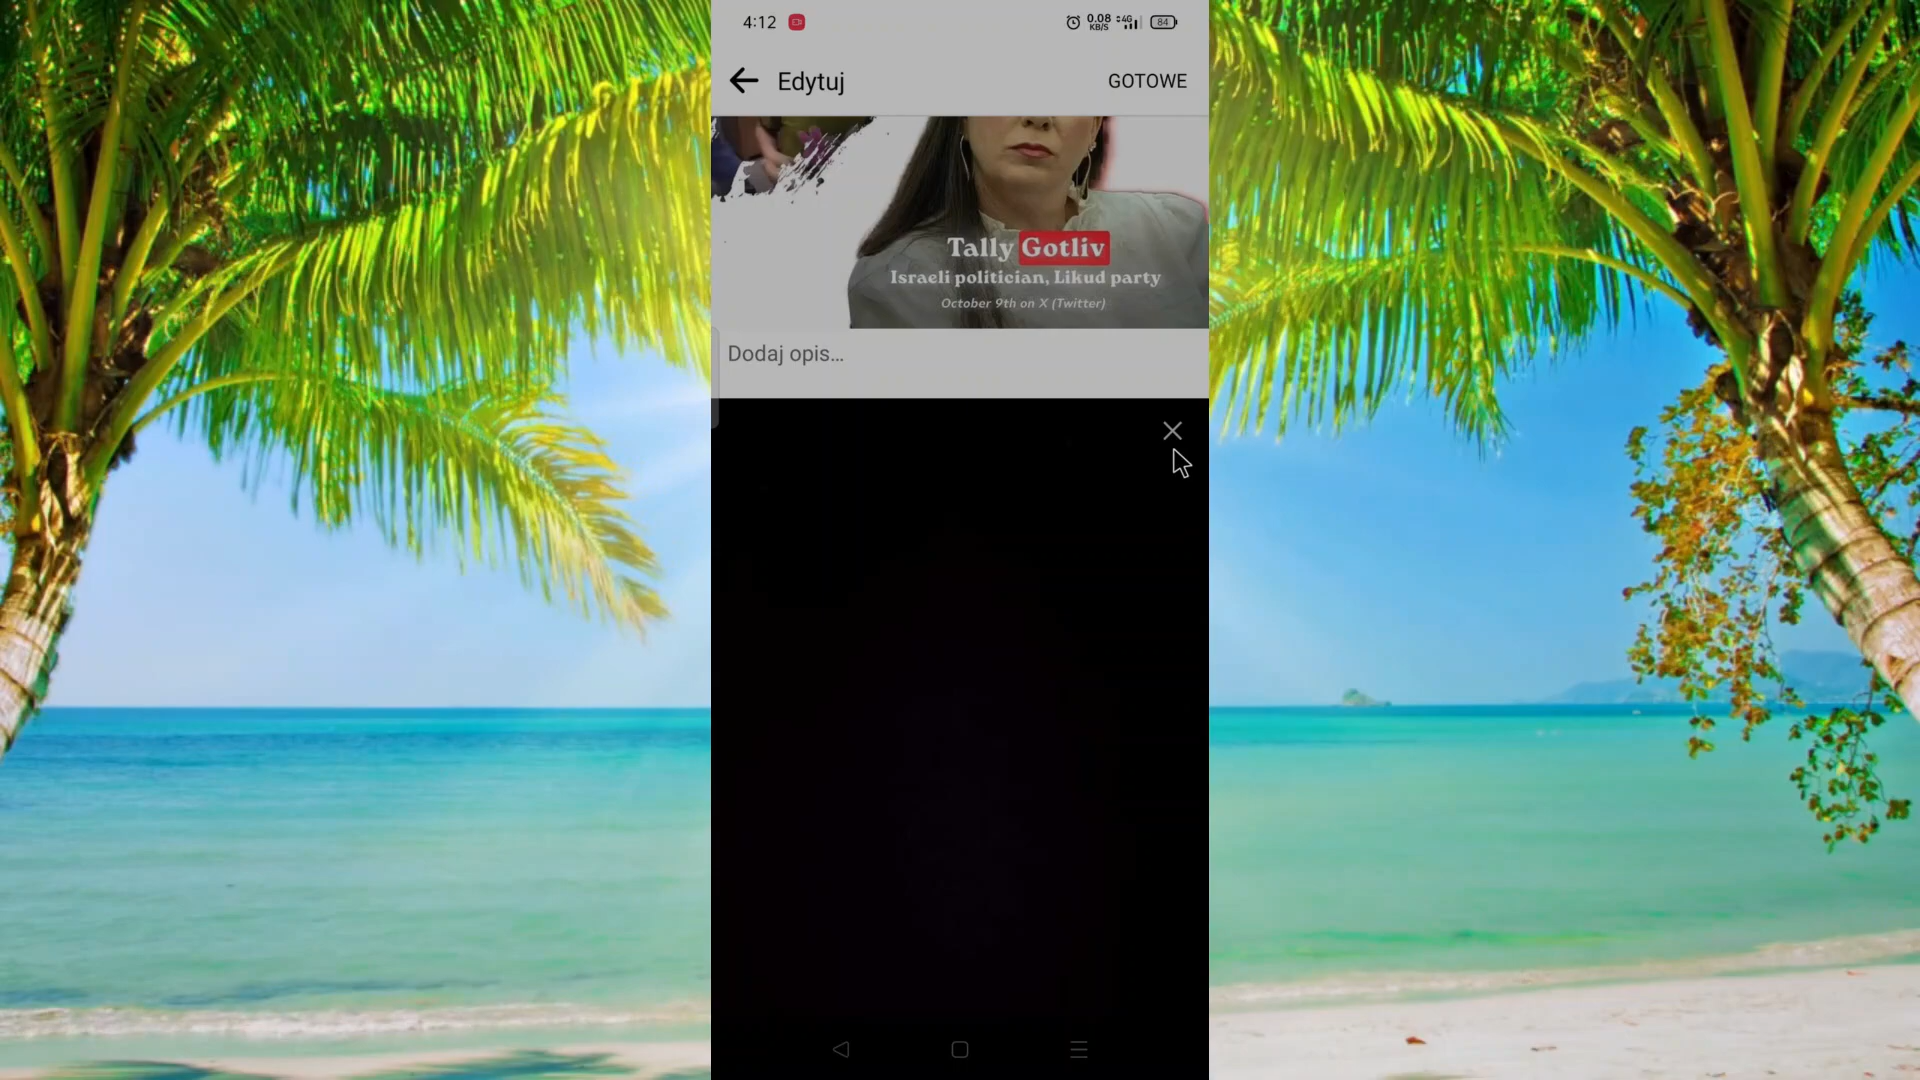 4:12
0.08
KB/S
4G
84
Edytuj
GOTOWE
Tally Gotliv
Israeli politician, Likud party
October 9th on X (Twitter)
Dodaj opis...